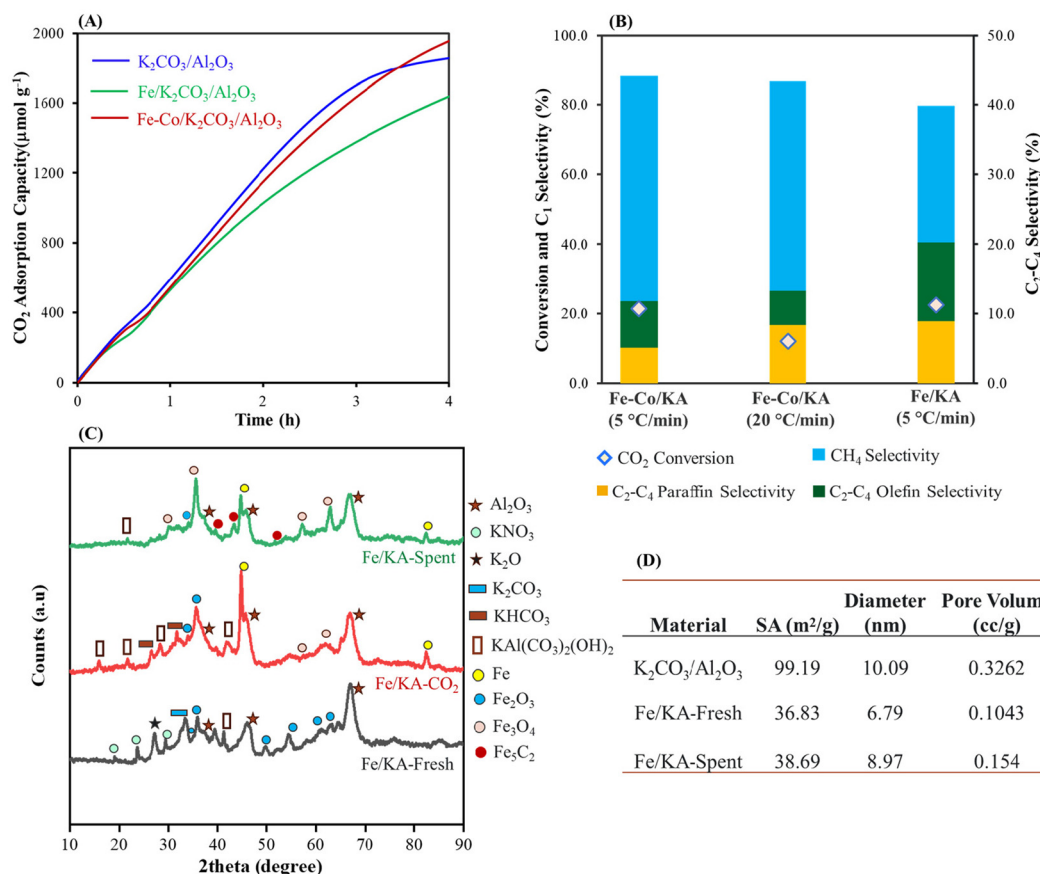 (A)
2000
1600
1200
800
400
0
CO₂ Adsorption Capacity(μmol g⁻¹)
K₂CO₃/Al₂O₃
Fe/K₂CO₃/Al₂O₃
Fe-Co/K₂CO₃/Al₂O₃
0 1 2 3 4
Time (h)
(B)
100.0
80.0
60.0
40.0
20.0
0.0
Conversion and C₁ Selectivity (%)
50.0
40.0
30.0
20.0
10.0
0.0
C₂-C₄ Selectivity (%)
Fe-Co/KA Fe-Co/KA Fe/KA
(5 °C/min) (20 °C/min) (5 °C/min)
CO₂ Conversion CH₄ Selectivity
C₂-C₄ Paraffin Selectivity C₂-C₄ Olefin Selectivity
(C)
Counts (a.u)
Fe/KA-Spent
Fe/KA-CO₂
Fe/KA-Fresh
10 20 30 40 50 60 70 80 90
2theta (degree)
Al₂O₃
KNO₃
K₂O
K₂CO₃
KHCO₃
KAl(CO₃)₂(OH)₂
Fe
Fe₂O₃
Fe₃O₄
Fe₅C₂
(D)
Diameter Pore Volum
Material SA (m²/g) (nm) (cc/g)
K₂CO₃/Al₂O₃ 99.19 10.09 0.3262
Fe/KA-Fresh 36.83 6.79 0.1043
Fe/KA-Spent 38.69 8.97 0.154